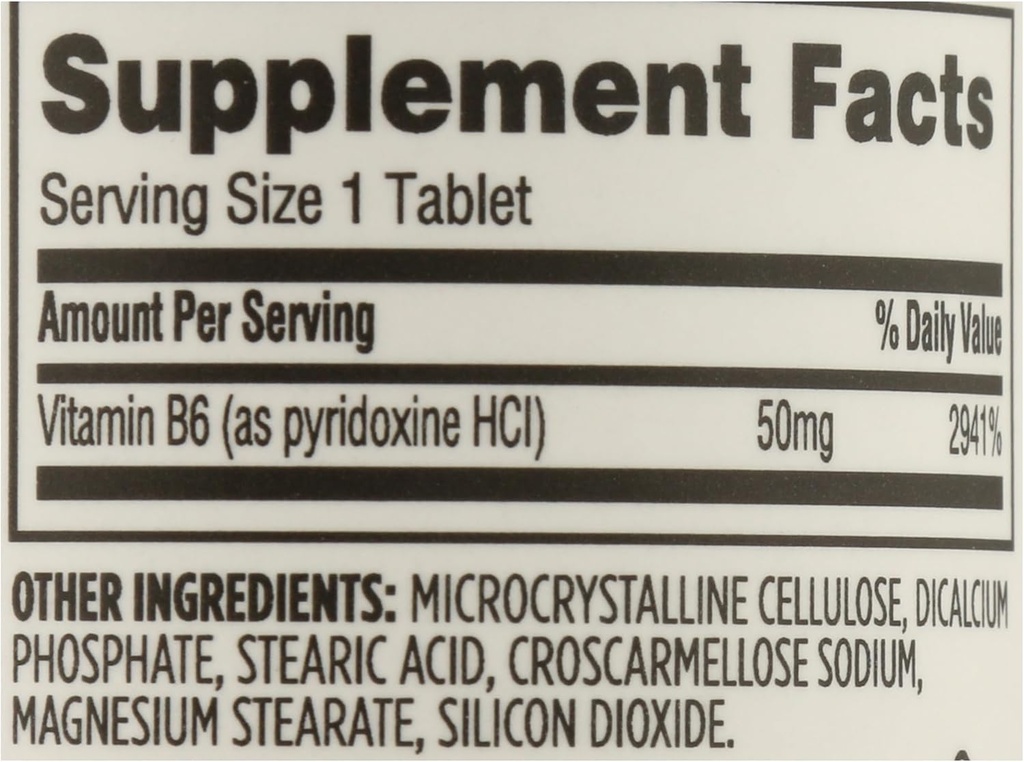 Supplement Facts
Serving Size 1 Tablet
Amount Per Serving % Daily Value
Vitamin B6 (as pyridoxine HCl) 50mg 2941%
OTHER INGREDIENTS: MICROCRYSTALLINE CELLULOSE, DICALCIUM
PHOSPHATE, STEARIC ACID, CROSCARMELLOSE SODIUM,
MAGNESIUM STEARATE, SILICON DIOXIDE.